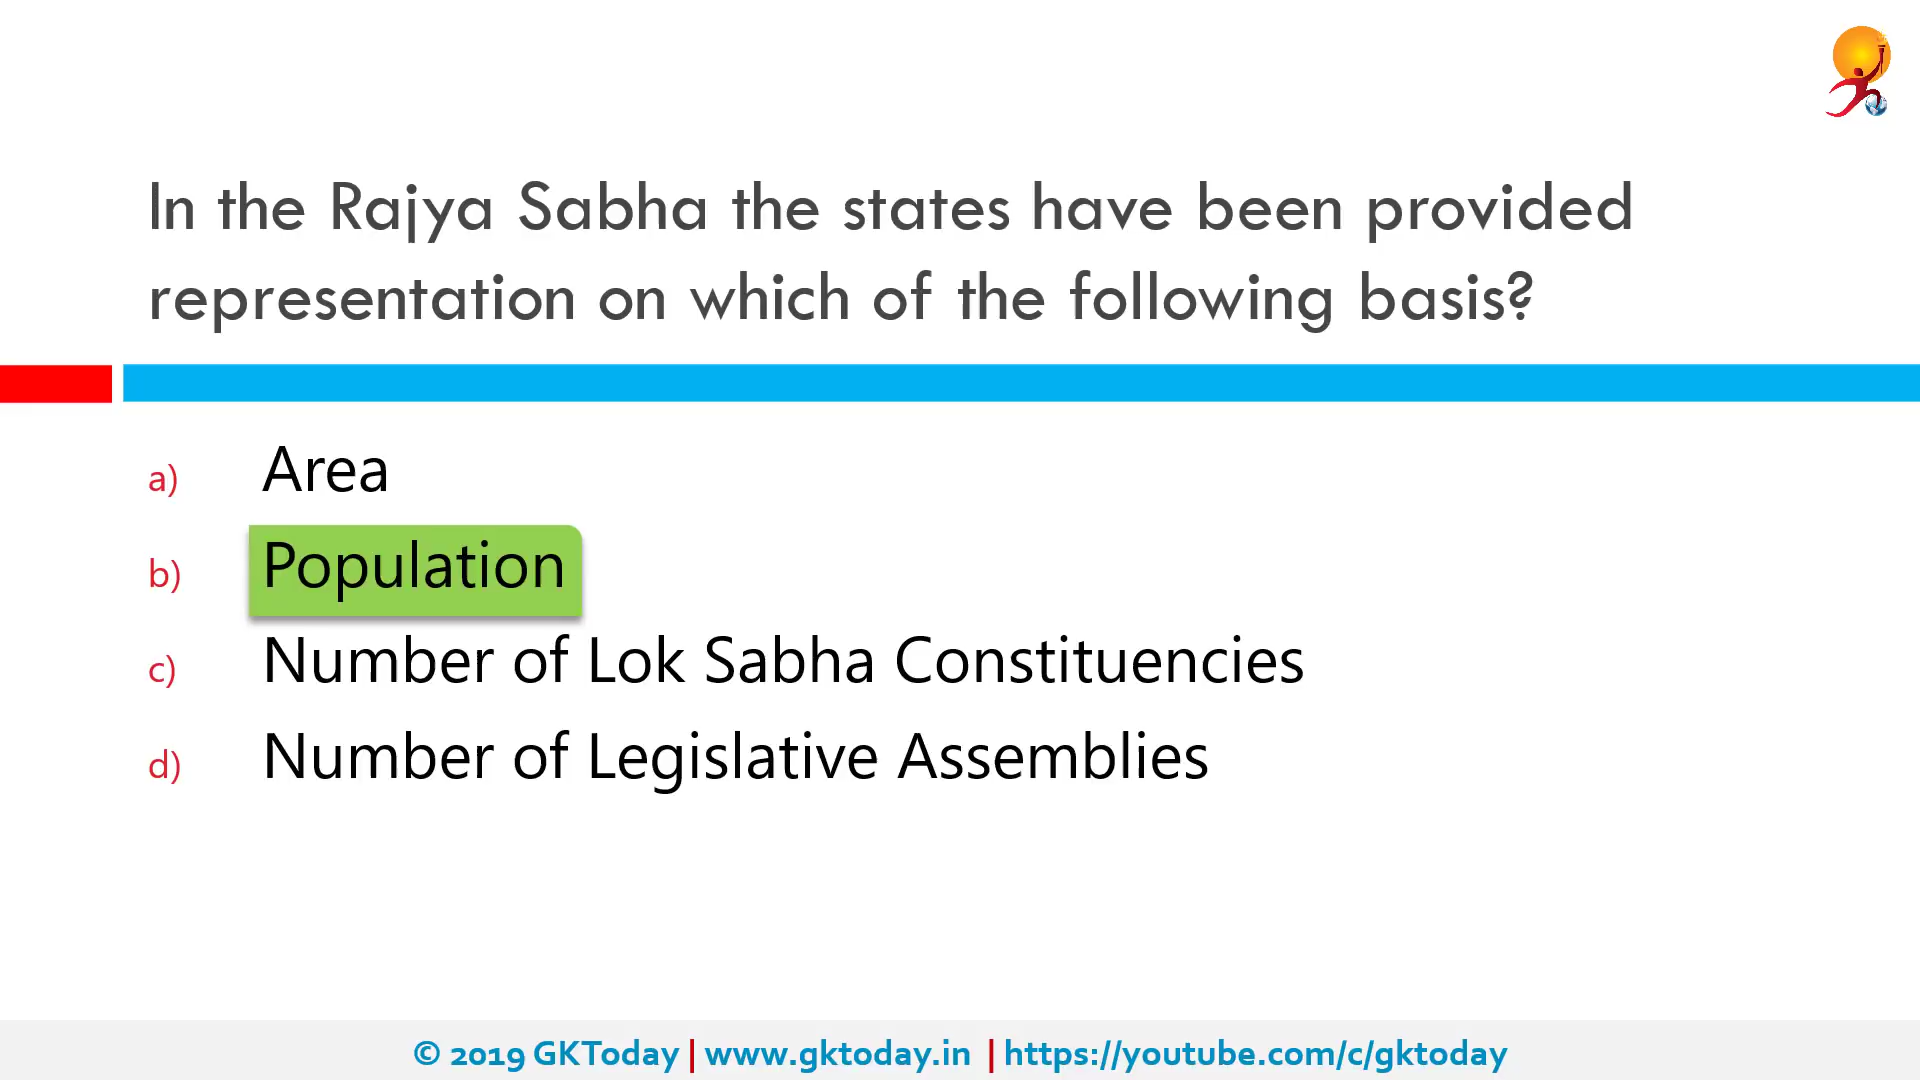 In the Rajya Sabha the states have been provided
representation on which of the following basis?
a) Area
b) Population
c) Number of Lok Sabha Constituencies
d) Number of Legislative Assemblies
© 2019 GKToday | www.gktoday.in | https://youtube.com/c/gktoday